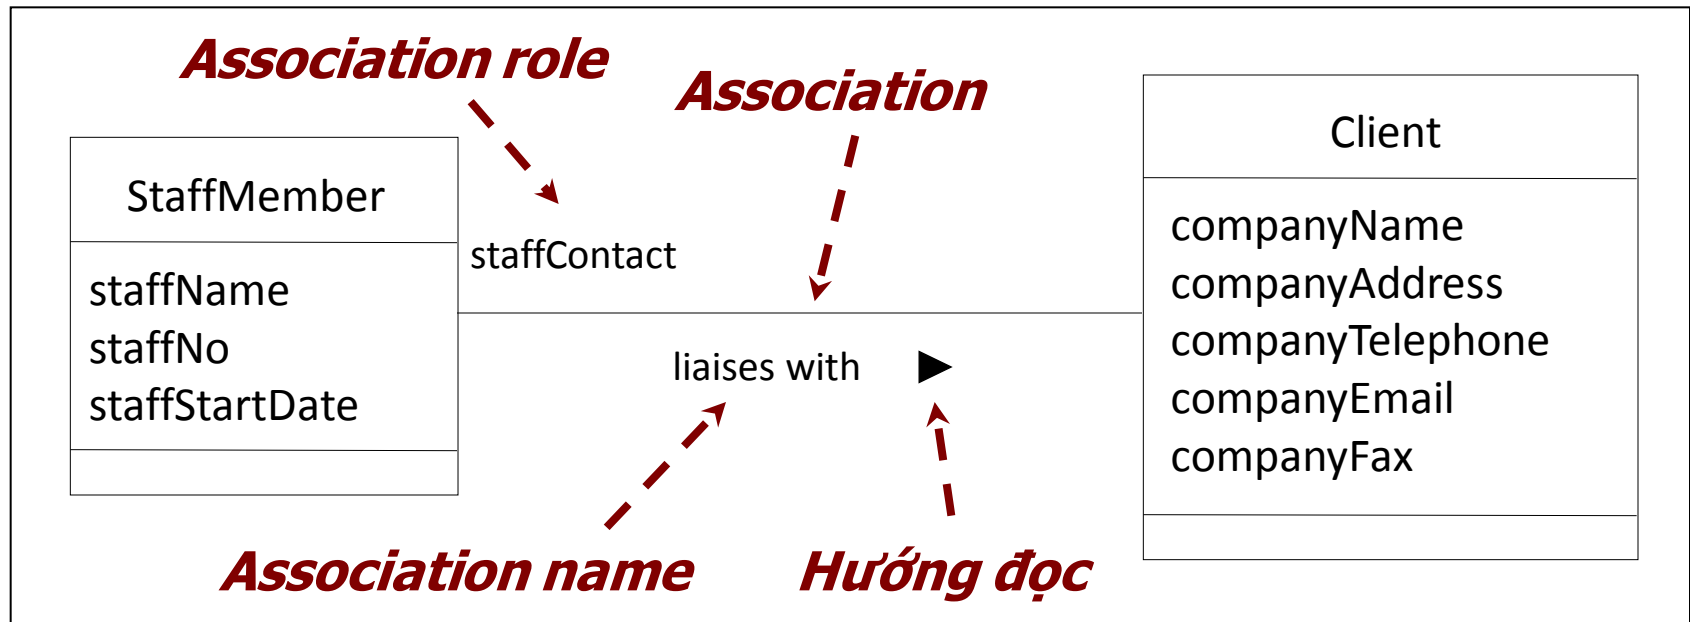 Association role
Association
Client
StaffMember
companyName
staffContact
companyAddress
staffName
companyTelephone
staffNo
liaises with
companyEmail
staffStartDate
companyFax
Association name
Hướng đọc